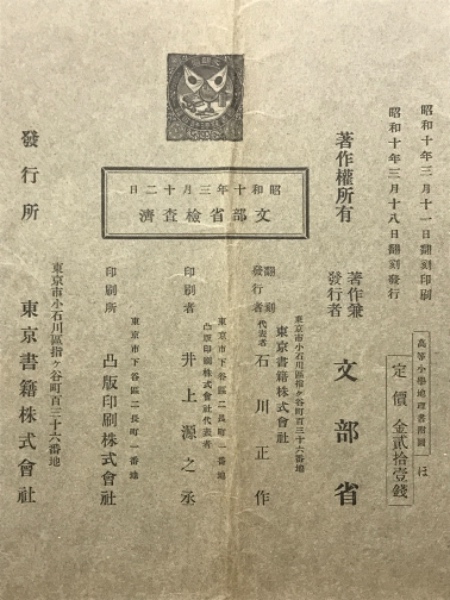 昭和十年三月十一日翻刻印刷
昭和十年三月十八日翻刻發行
高等小學地理書附圖 ほ
定價金貳拾壹錢
著作權所有
著作兼發行者 文部省
昭和十年三月二十日
文部省檢查濟
翻刻發行者
東京市小石川區指ヶ谷町百三十六番地
東京書籍株式會社
代表者 石川正作
東京市下谷區二長町一番地
凸版印刷株式會社代表者
印刷者 井上源之丞
東京市下谷區二長町一番地
印刷所 凸版印刷株式會社
發行所
東京市小石川區指ヶ谷町百三十六番地
東京書籍株式會社